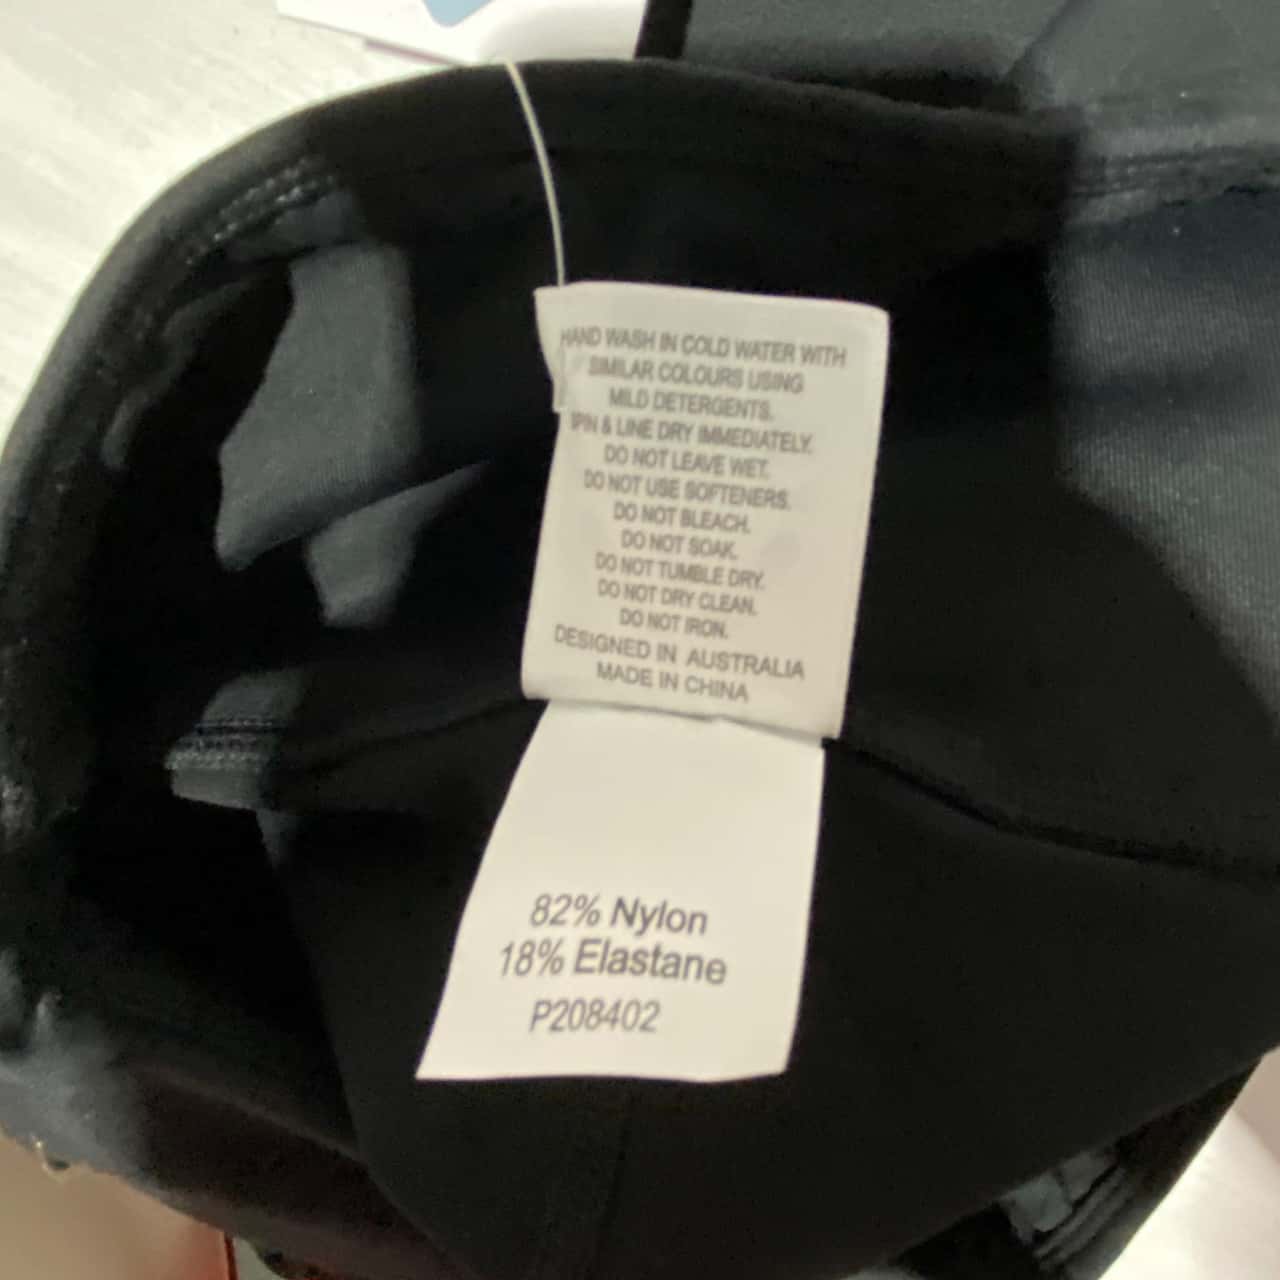 HAND WASH IN COLD WATER WITH
SIMILAR COLOURS USING
MILD DETERGENTS.
SPIN & LINE DRY IMMEDIATELY.
DO NOT LEAVE WET.
DO NOT USE SOFTENERS.
DO NOT BLEACH.
DO NOT SOAK.
DO NOT TUMBLE DRY.
DO NOT DRY CLEAN.
DO NOT IRON.
DESIGNED IN AUSTRALIA
MADE IN CHINA
82% Nylon
18% Elastane
P208402